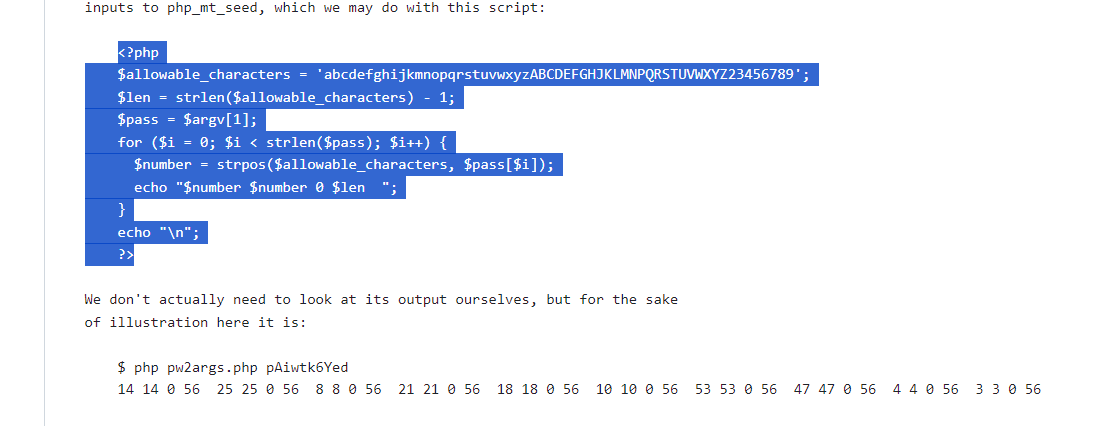 inputs to php_mt_seed, which we may do with this script:
<?php
$allowable_characters = 'abcdefghijkmnopqrstuvwxyzABCDEFGHJKLMNPQRSTUVWXYZ23456789';
$len = strlen($allowable_characters) - 1;
$pass = $argv[1];
for ($i = 0; $i < strlen($pass); $i++) {
  $number = strpos($allowable_characters, $pass[$i]);
  echo "$number $number 0 $len  ";
}
echo "\n";
?>
We don't actually need to look at its output ourselves, but for the sake
of illustration here it is:
$ php pw2args.php pAiwtk6Yed
14 14 0 56  25 25 0 56  8 8 0 56  21 21 0 56  18 18 0 56  10 10 0 56  53 53 0 56  47 47 0 56  4 4 0 56  3 3 0 56